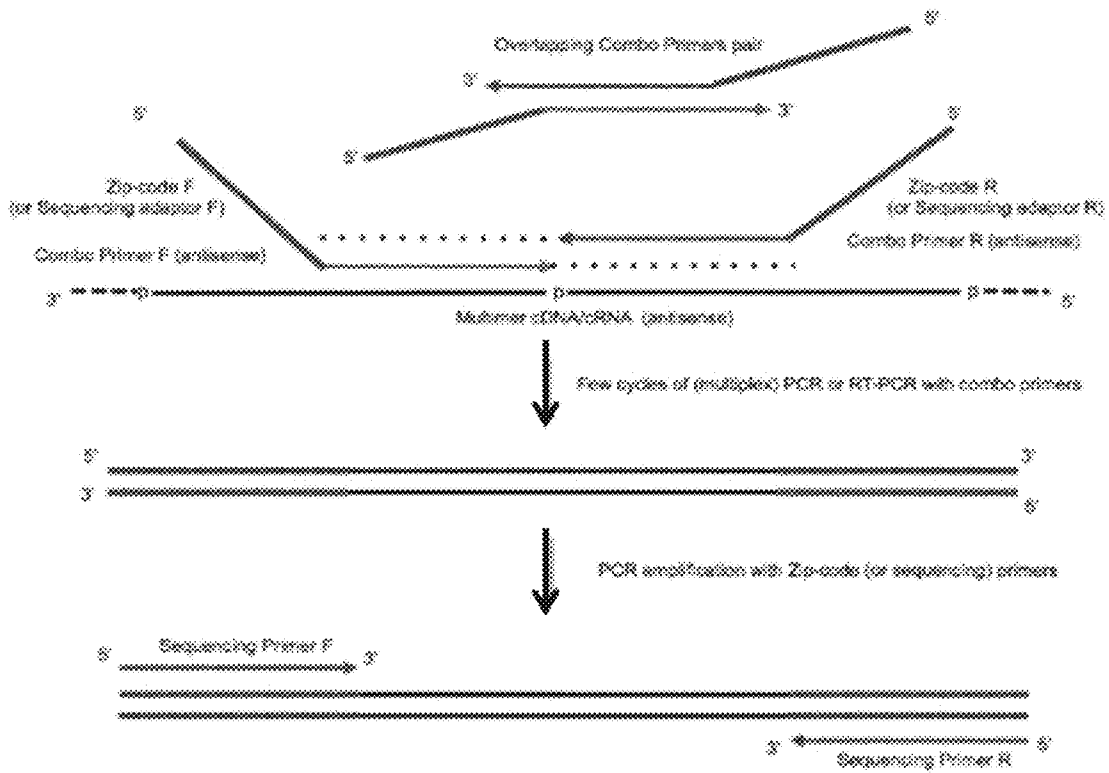 5'
Overlapping Combo Primers pair
3'
3'
5'
5'
5'
Zip-code F
(or Sequencing adaptor F)
Zip-code R
(or Sequencing adaptor R)
Combo Primer F (antisense)
Combo Primer R (antisense)
3'
p
p
p
5'
Multimer cDNA/cRNA (antisense)
Few cycles of (multiplex) PCR or RT-PCR with combo primers
5'
3'
3'
5'
PCR amplification with Zip-code (or sequencing) primers
Sequencing Primer F
5'
3'
3'
5'
Sequencing Primer R